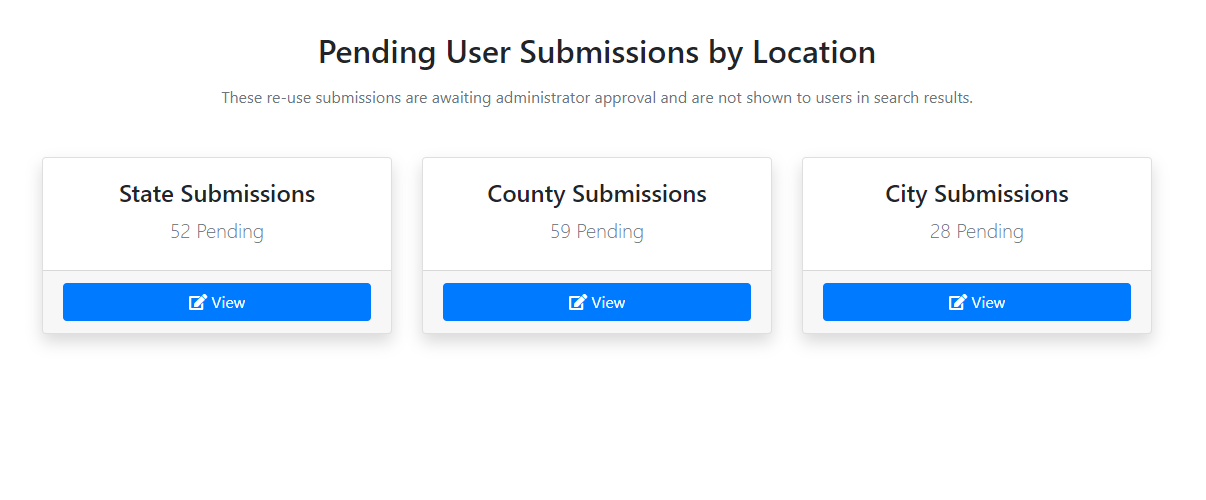 Pending User Submissions by Location
These re-use submissions are awaiting administrator approval and are not shown to users in search results.
State Submissions
52 Pending
View
County Submissions
59 Pending
View
City Submissions
28 Pending
View